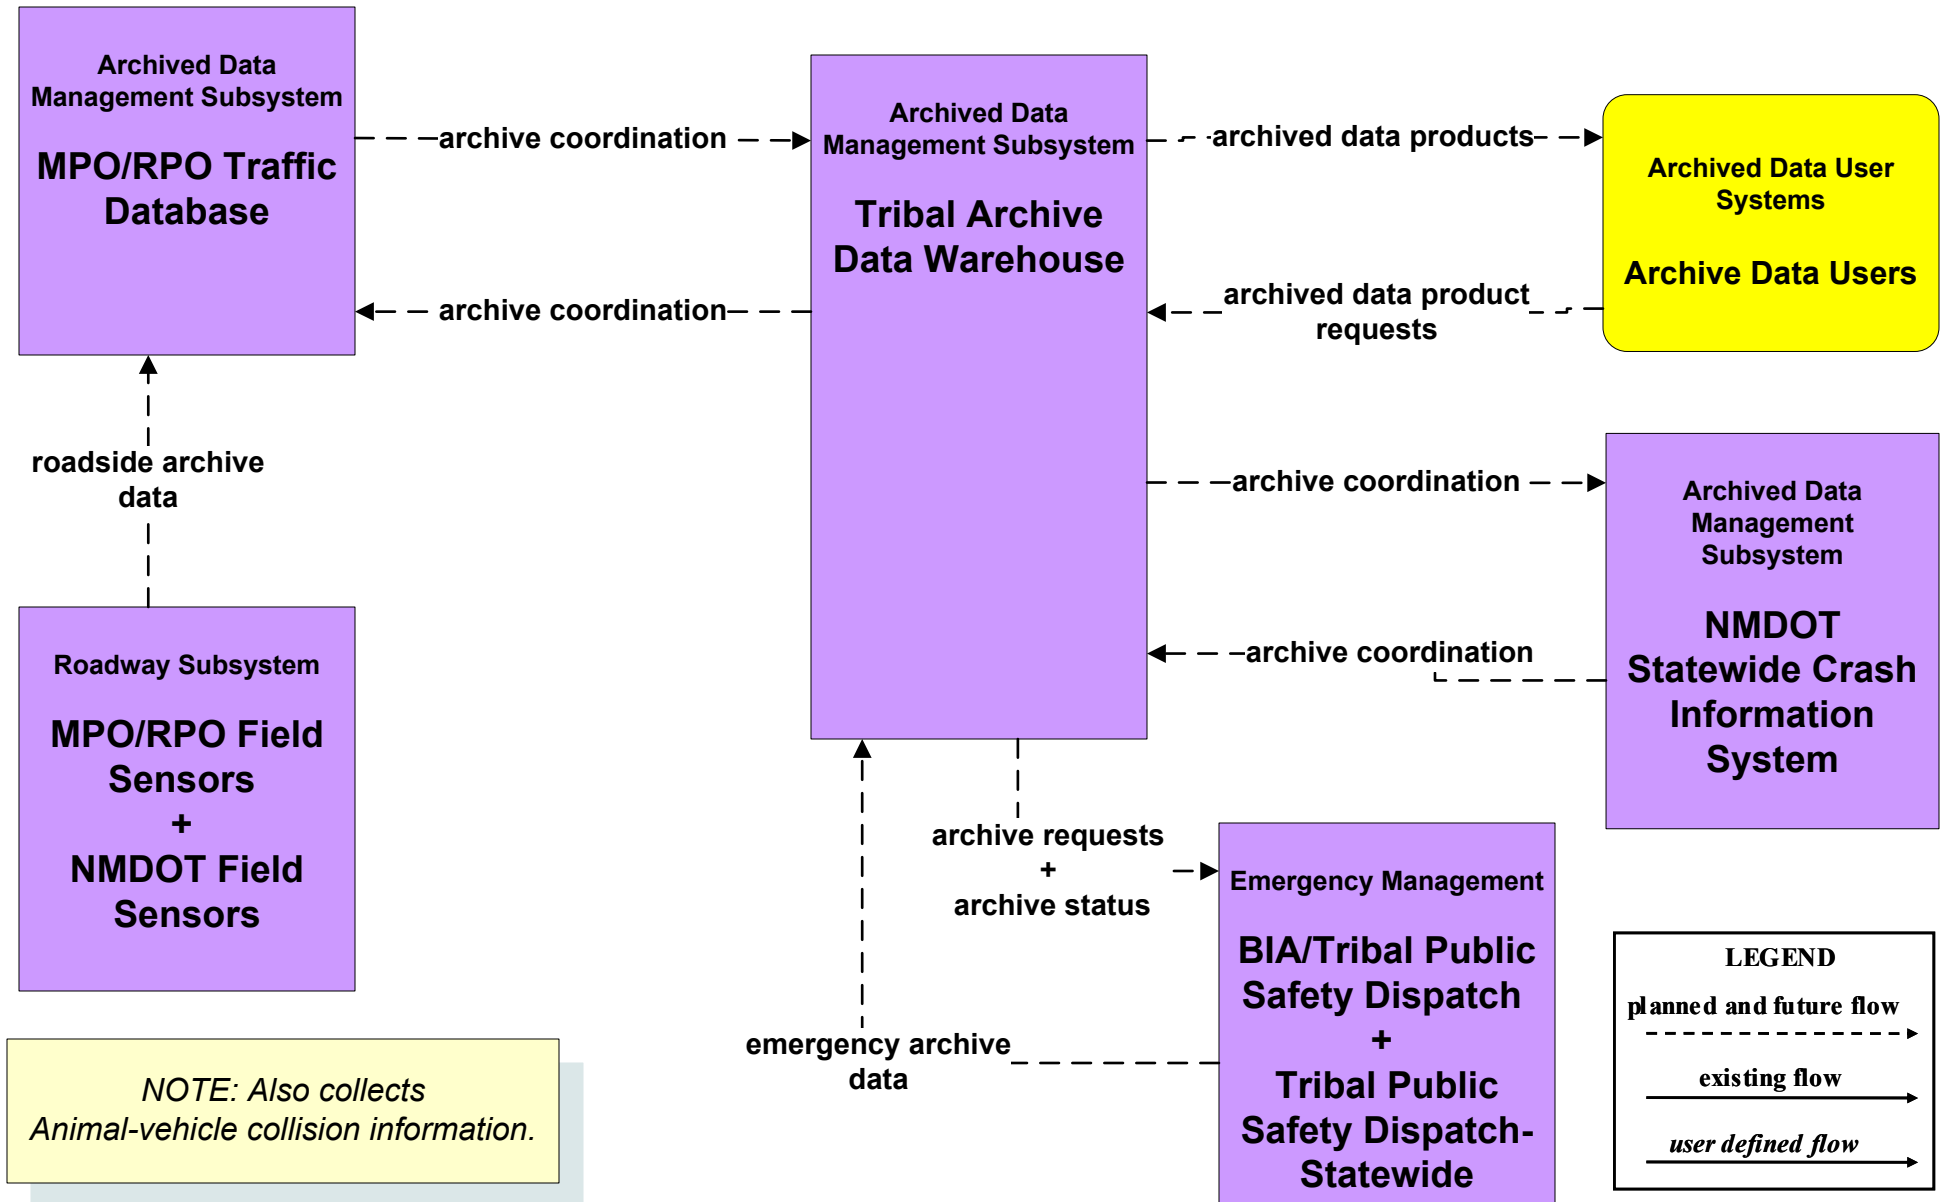 Archived Data
Management Subsystem
MPO/RPO Traffic
Database
archive coordination
archive coordination
Archived Data
Management Subsystem
Tribal Archive
Data Warehouse
archived data products
archived data product
requests
Archived Data User
Systems
Archive Data Users
roadside archive
data
archive coordination
archive coordination
Archived Data
Management
Subsystem
NMDOT
Statewide Crash
Information
System
Roadway Subsystem
MPO/RPO Field
Sensors
+
NMDOT Field
Sensors
archive requests
+
archive status
emergency archive
data
Emergency Management
BIA/Tribal Public
Safety Dispatch
+
Tribal Public
Safety Dispatch-
Statewide
NOTE: Also collects
Animal-vehicle collision information.
LEGEND
planned and future flow
existing flow
user defined flow